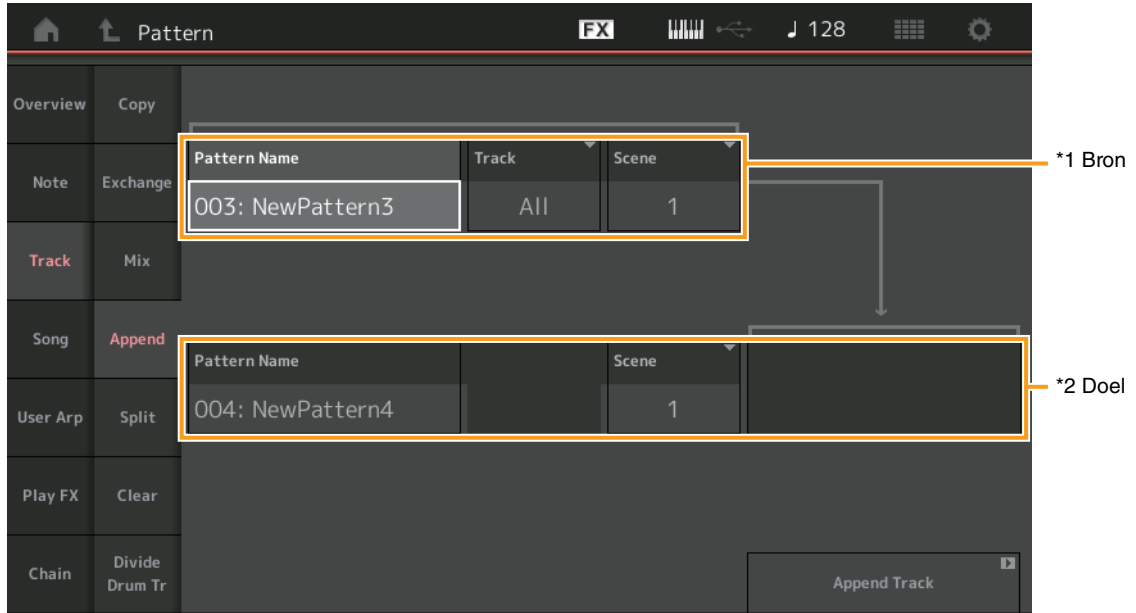 Pattern
FX
♩ 128
Overview
Copy
Pattern Name
Track
Scene
*1 Bron
Note
Exchange
003: NewPattern3
All
1
Track
Mix
Song
Append
Pattern Name
Scene
*2 Doel
User Arp
Split
004: NewPattern4
1
Play FX
Clear
Chain
Divide
Drum Tr
Append Track